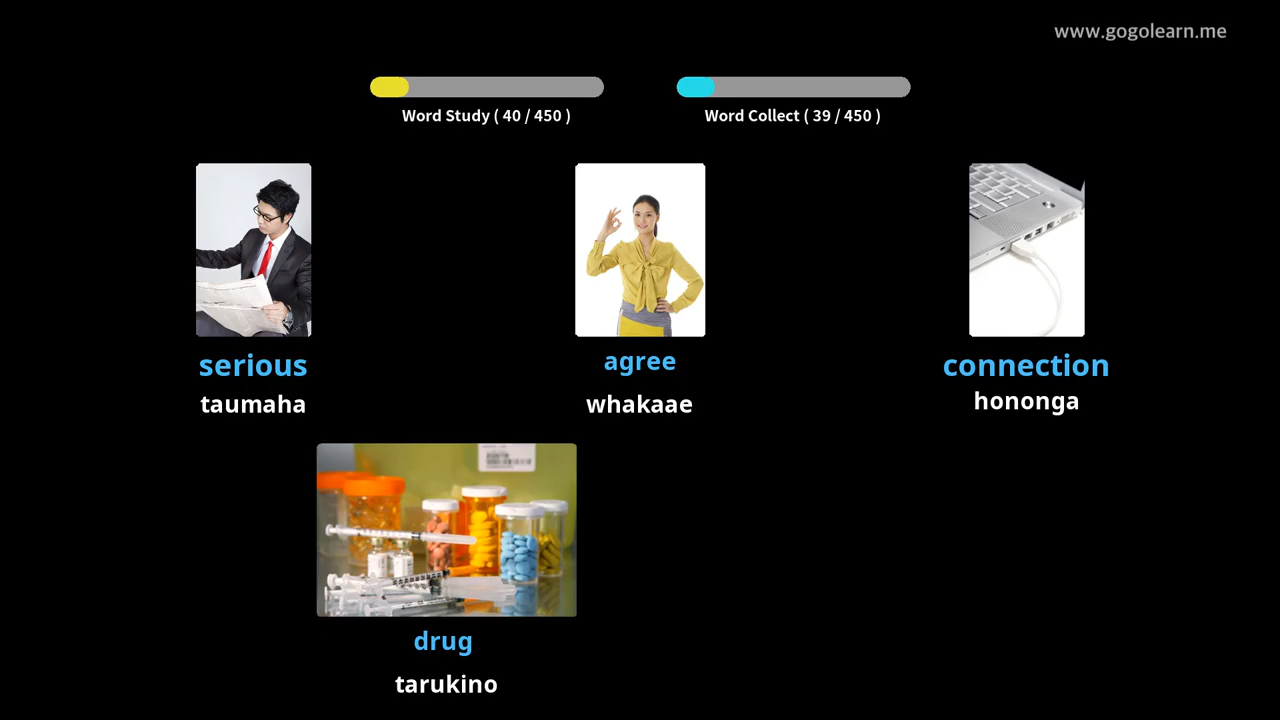 www.gogolearn.me
Word Study ( 40 / 450 )
Word Collect ( 39 / 450 )
serious
agree
connection
taumaha
whakaae
hononga
drug
tarukino